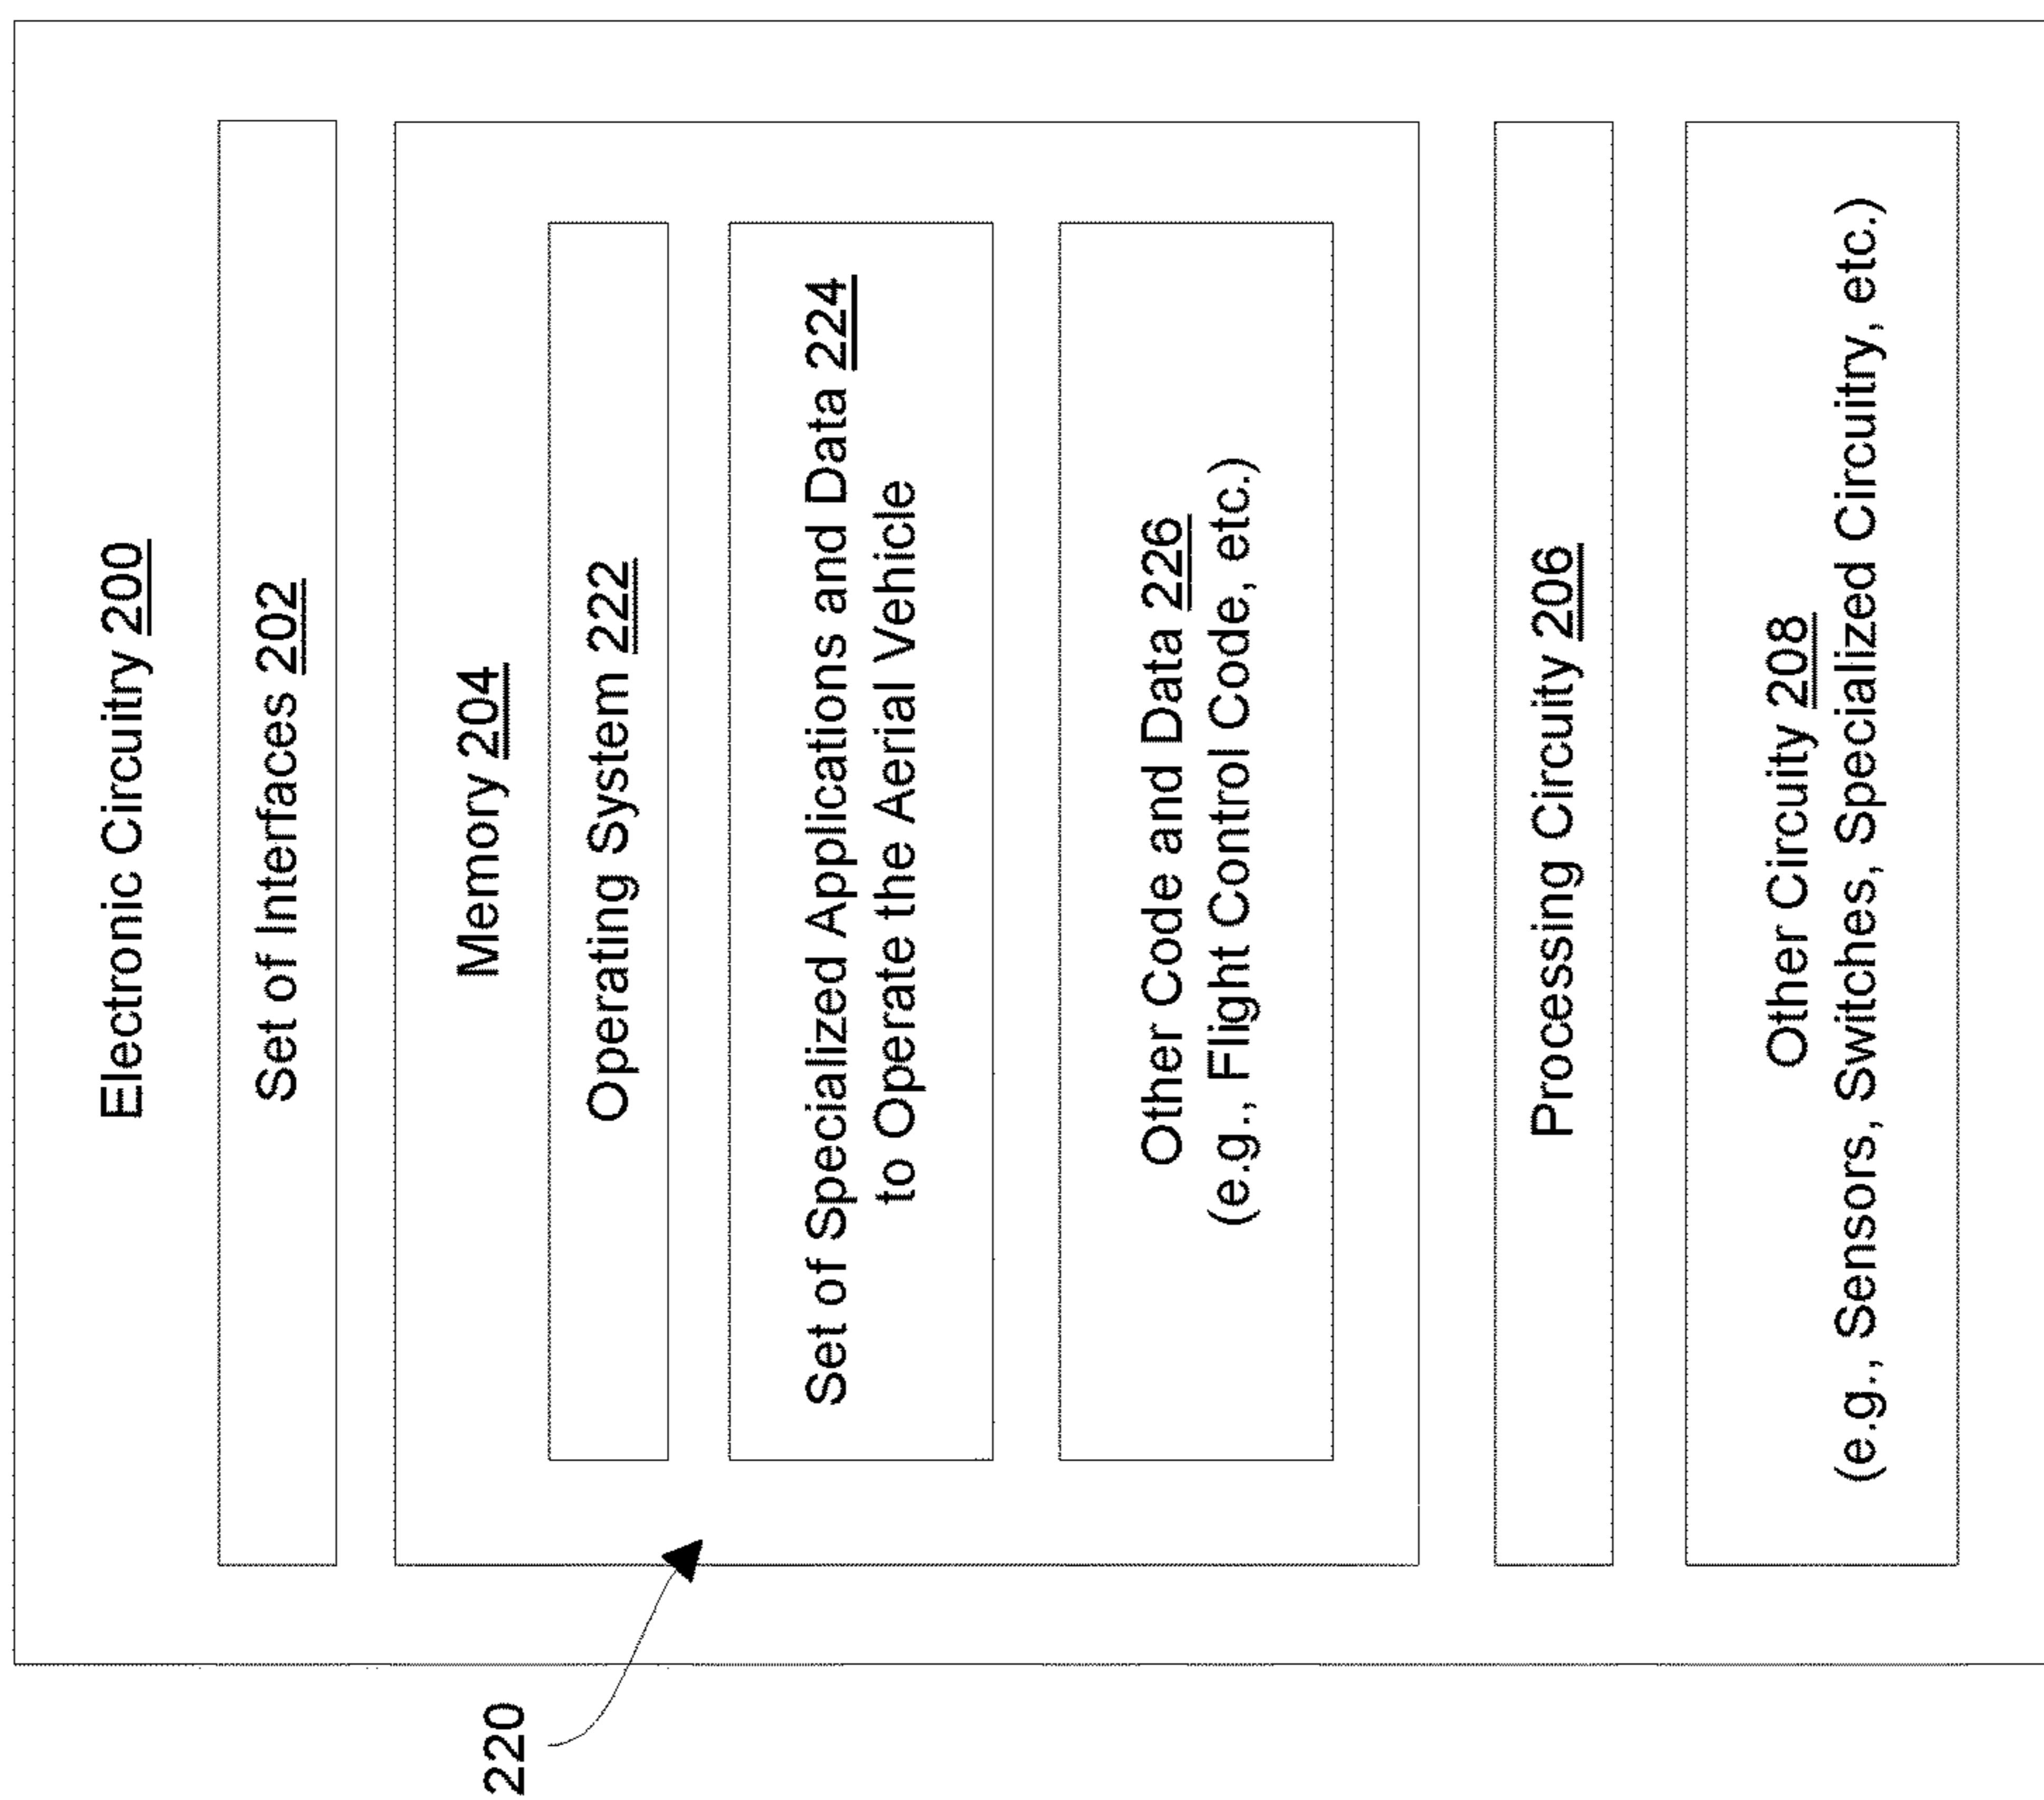 Electronic Circuitry 200
Set of Interfaces 202
Memory 204
Operating System 222
Set of Specialized Applications and Data 224
to Operate the Aerial Vehicle
Other Code and Data 226
(e.g., Flight Control Code, etc.)
Processing Circuity 206
Other Circuity 208
(e.g., Sensors, Switches, Specialized Circuitry, etc.)
220